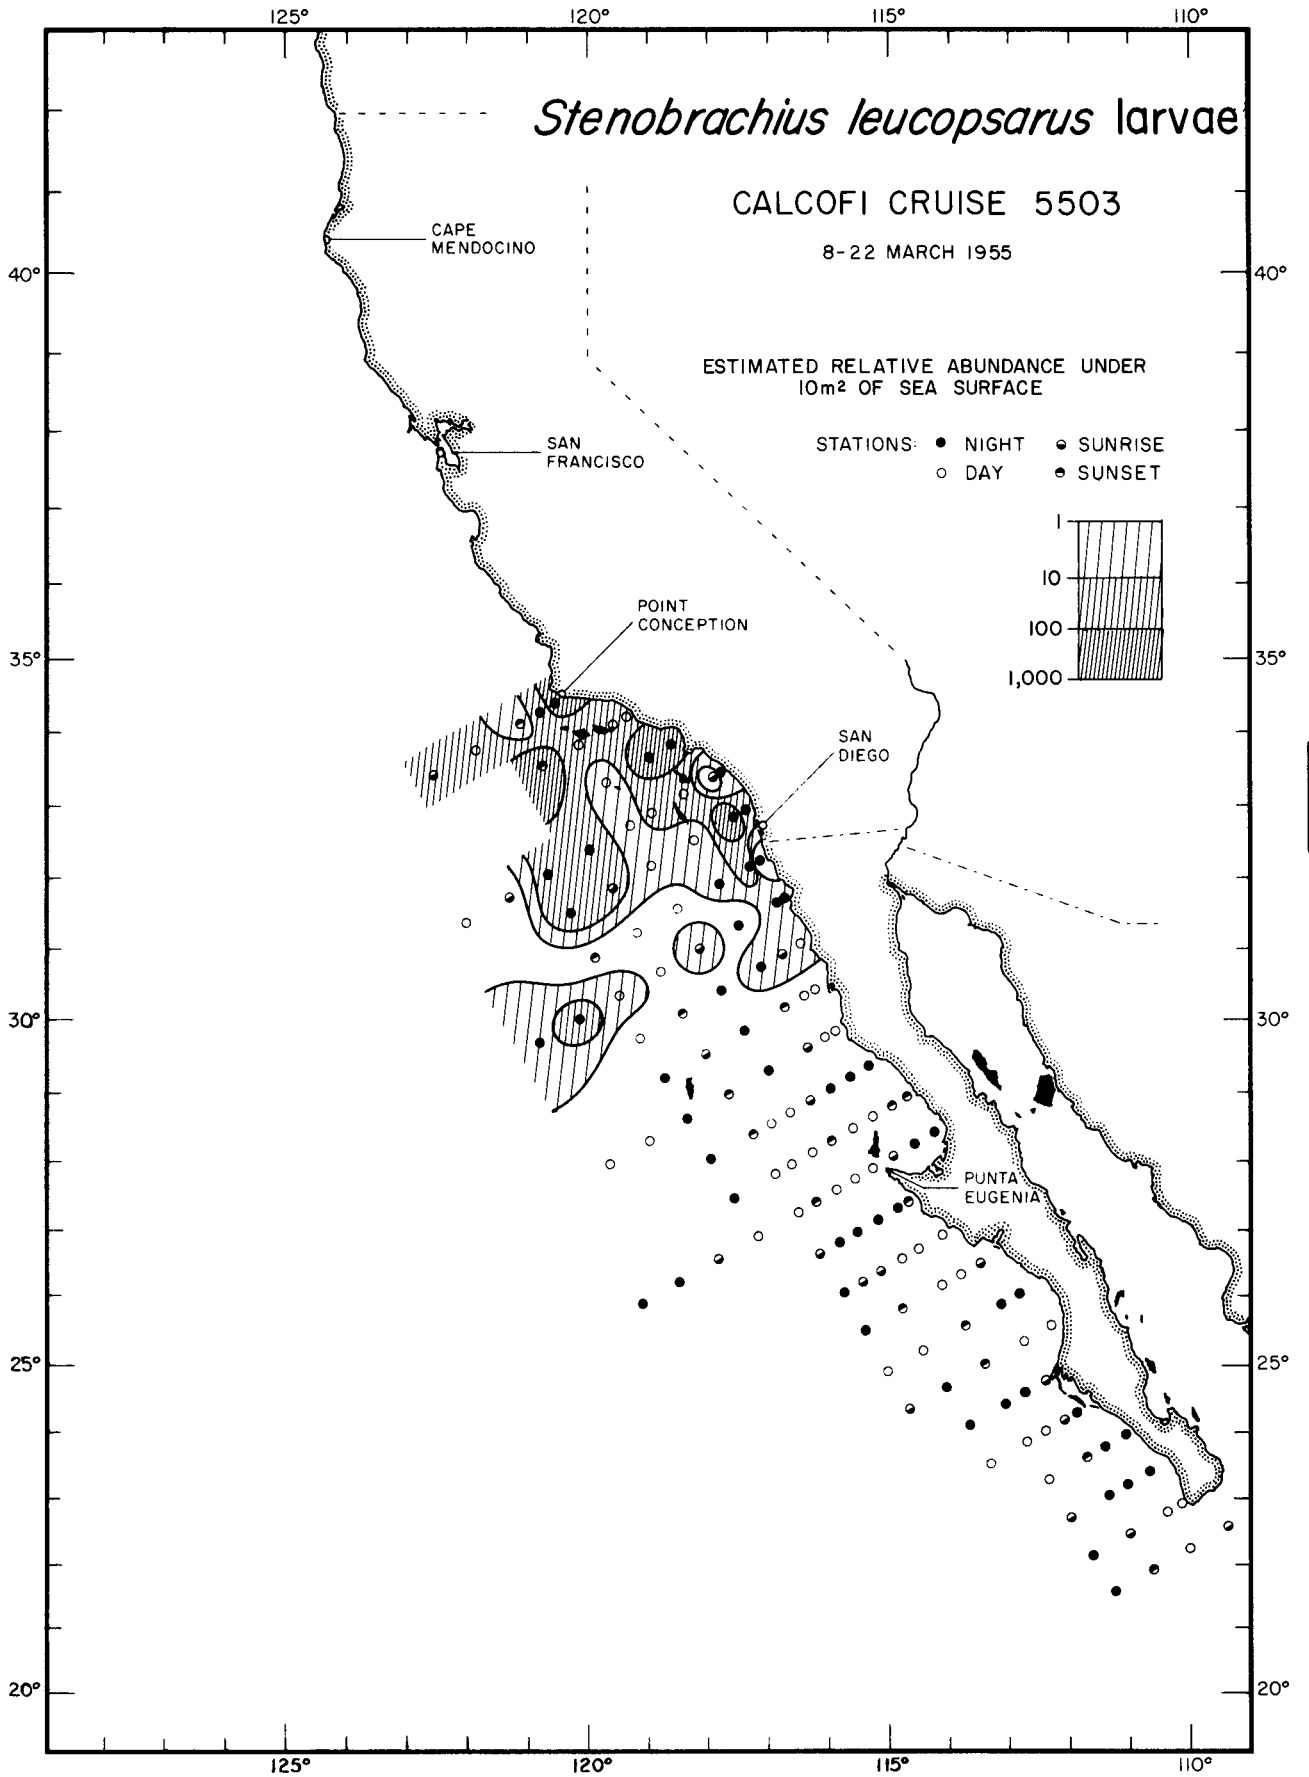 125° 120° 115° 110°
Stenobrachius leucopsarus larvae
CALCOFI CRUISE 5503
8-22 MARCH 1955
CAPE
MENDOCINO
40° 40°
ESTIMATED RELATIVE ABUNDANCE UNDER
10m² OF SEA SURFACE
STATIONS: NIGHT SUNRISE
DAY SUNSET
SAN
FRANCISCO
1
10
100
1,000
POINT
CONCEPTION
35° 35°
SAN
DIEGO
30° 30°
PUNTA
EUGENIA
25° 25°
20° 20°
125° 120° 115° 110°